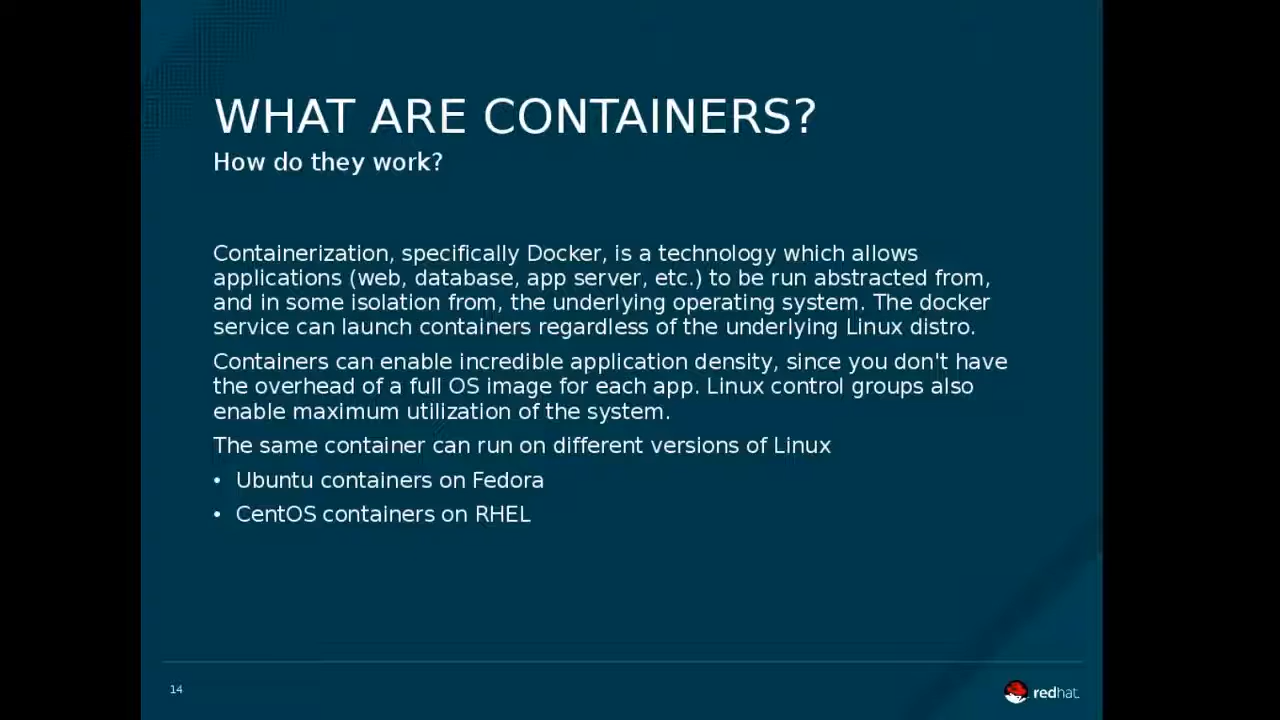 WHAT ARE CONTAINERS?
How do they work?
Containerization, specifically Docker, is a technology which allows
applications (web, database, app server, etc.) to be run abstracted from,
and in some isolation from, the underlying operating system. The docker
service can launch containers regardless of the underlying Linux distro.
Containers can enable incredible application density, since you don't have
the overhead of a full OS image for each app. Linux control groups also
enable maximum utilization of the system.
The same container can run on different versions of Linux
• Ubuntu containers on Fedora
• CentOS containers on RHEL
14
redhat.